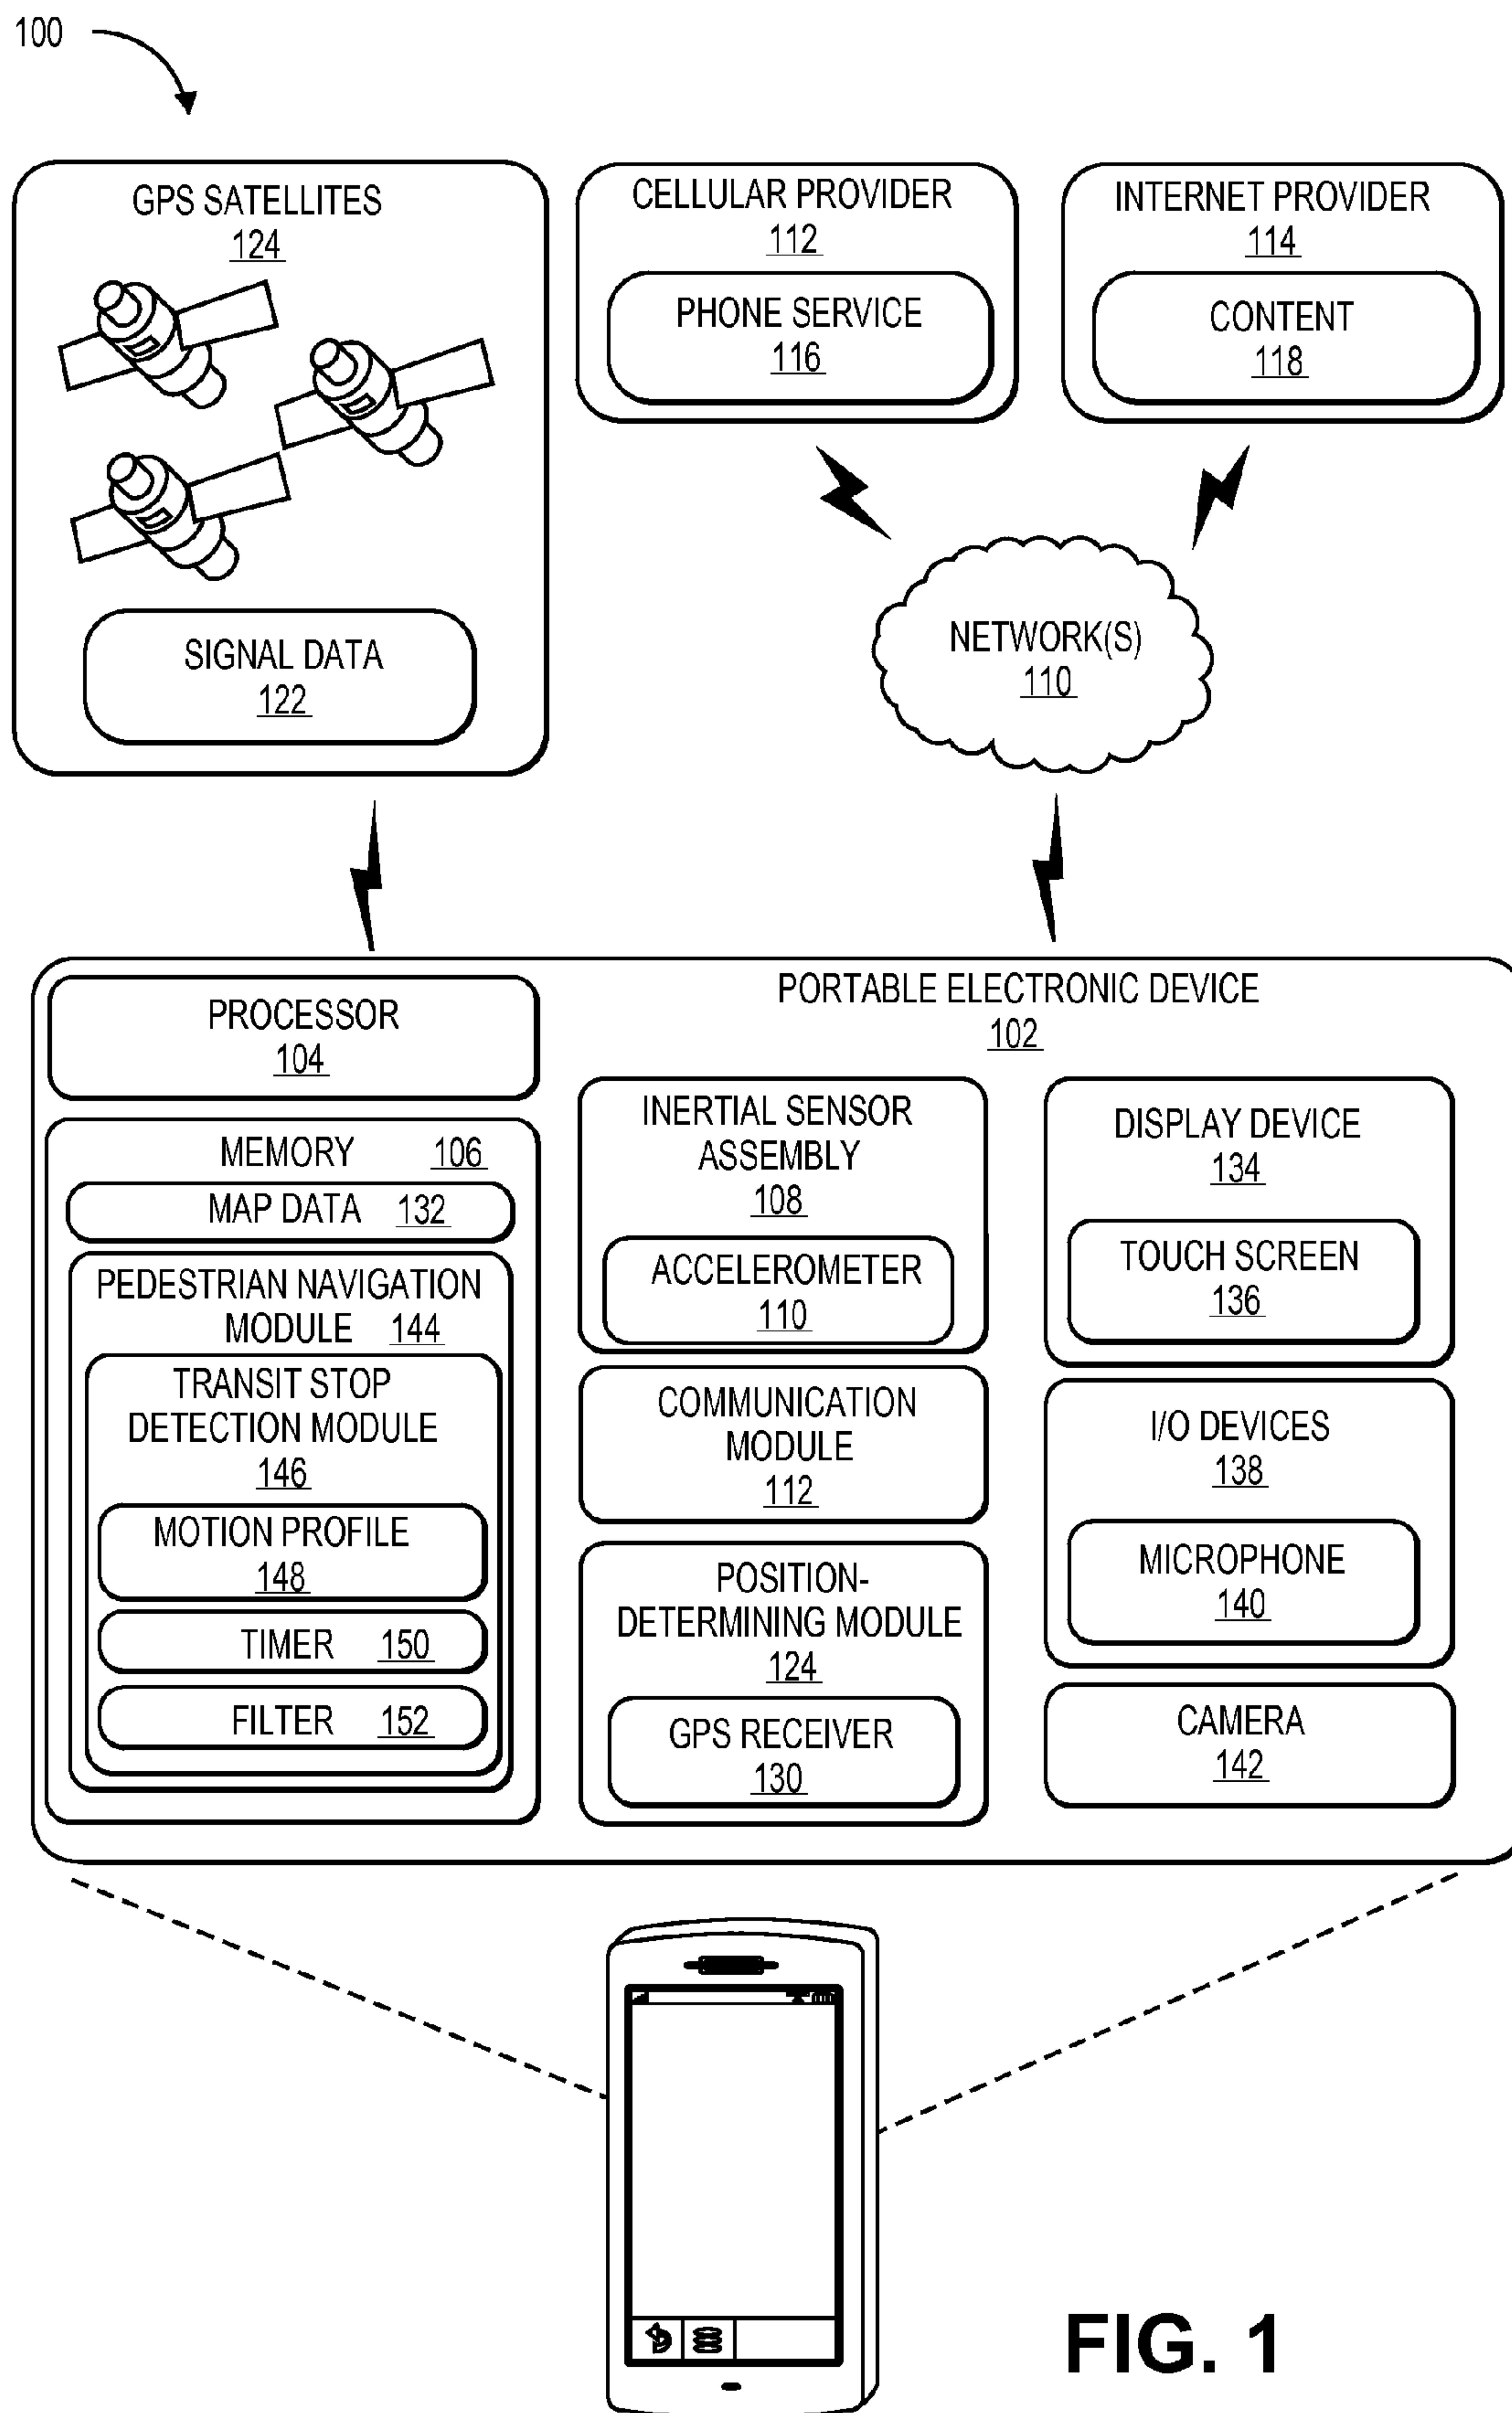 100
GPS SATELLITES
124
SIGNAL DATA
122
CELLULAR PROVIDER
112
PHONE SERVICE
116
INTERNET PROVIDER
114
CONTENT
118
NETWORK(S)
110
PORTABLE ELECTRONIC DEVICE
102
PROCESSOR
104
MEMORY 106
MAP DATA 132
PEDESTRIAN NAVIGATION
MODULE 144
TRANSIT STOP
DETECTION MODULE
146
MOTION PROFILE
148
TIMER 150
FILTER 152
INERTIAL SENSOR
ASSEMBLY
108
ACCELEROMETER
110
COMMUNICATION
MODULE
112
POSITION-
DETERMINING MODULE
124
GPS RECEIVER
130
DISPLAY DEVICE
134
TOUCH SCREEN
136
I/O DEVICES
138
MICROPHONE
140
CAMERA
142
FIG. 1